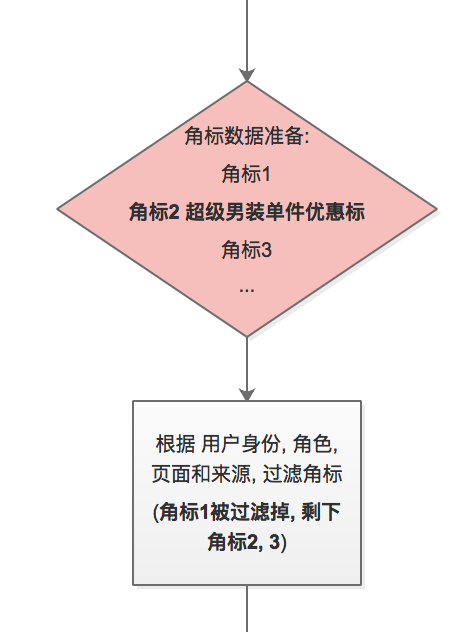 角标数据准备:
角标1
角标2 超级男装单件优惠标
角标3
...
根据 用户身份, 角色,
页面和来源, 过滤角标
(角标1被过滤掉, 剩下
角标2, 3)